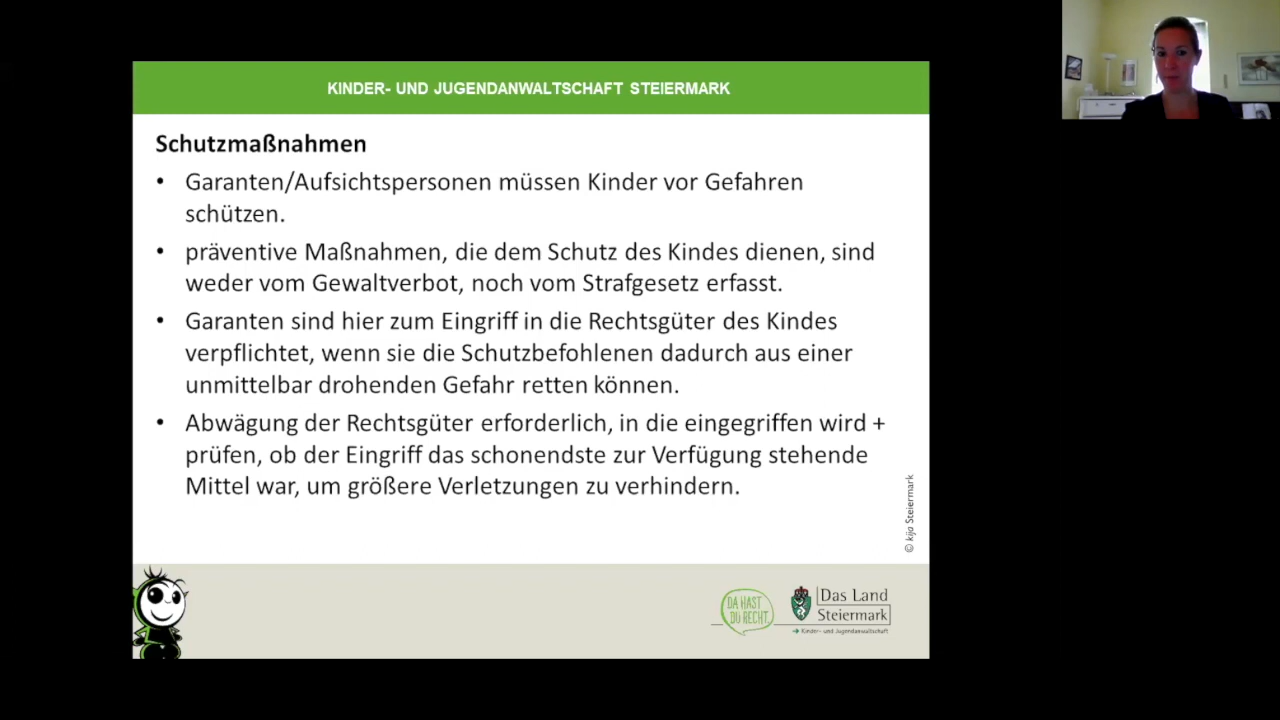 KINDER- UND JUGENDANWALTSCHAFT STEIERMARK
Schutzmaßnahmen
• Garanten/Aufsichtspersonen müssen Kinder vor Gefahren
schützen.
• präventive Maßnahmen, die dem Schutz des Kindes dienen, sind
weder vom Gewaltverbot, noch vom Strafgesetz erfasst.
• Garanten sind hier zum Eingriff in die Rechtsgüter des Kindes
verpflichtet, wenn sie die Schutzbefohlenen dadurch aus einer
unmittelbar drohenden Gefahr retten können.
• Abwägung der Rechtsgüter erforderlich, in die eingegriffen wird +
prüfen, ob der Eingriff das schonendste zur Verfügung stehende
Mittel war, um größere Verletzungen zu verhindern.
© kija Steiermark
DA HAST
DU RECHT
Das Land
Steiermark
→ Kinder- und Jugendanwaltschaft